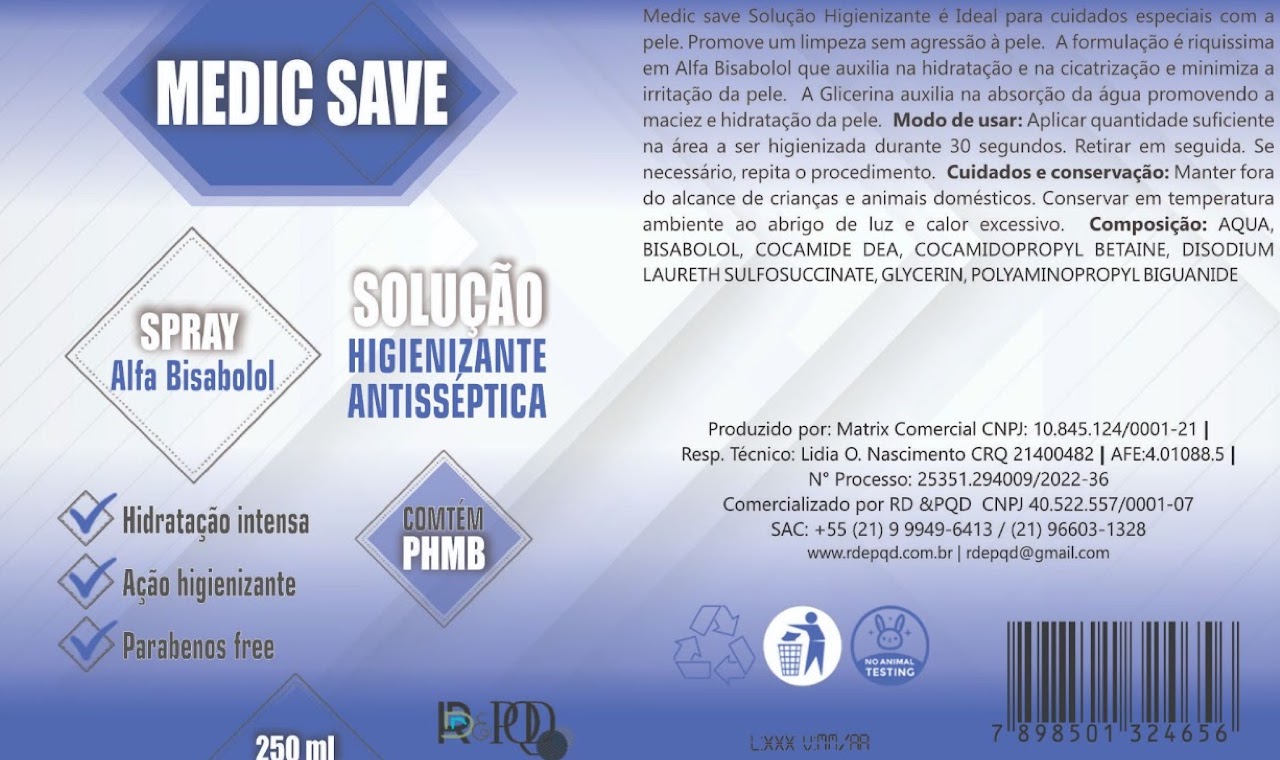 MEDIC SAVE
SPRAY
Alfa Bisabolol
SOLUÇÃO
HIGIENIZANTE
ANTISSÉPTICA
COMTÉM
PHMB
Hidratação intensa
Ação higienizante
Parabenos free
250 ml
R&PQD
Medic save Solução Higienizante é Ideal para cuidados especiais com a
pele. Promove um limpeza sem agressão à pele. A formulação é riquissima
em Alfa Bisabolol que auxilia na hidratação e na cicatrização e minimiza a
irritação da pele. A Glicerina auxilia na absorção da água promovendo a
maciez e hidratação da pele. Modo de usar: Aplicar quantidade suficiente
na área a ser higienizada durante 30 segundos. Retirar em seguida. Se
necessário, repita o procedimento. Cuidados e conservação: Manter fora
do alcance de crianças e animais domésticos. Conservar em temperatura
ambiente ao abrigo de luz e calor excessivo. Composição: AQUA,
BISABOLOL, COCAMIDE DEA, COCAMIDOPROPYL BETAINE, DISODIUM
LAURETH SULFOSUCCINATE, GLYCERIN, POLYAMINOPROPYL BIGUANIDE
Produzido por: Matrix Comercial CNPJ: 10.845.124/0001-21 |
Resp. Técnico: Lidia O. Nascimento CRQ 21400482 | AFE:4.01088.5 |
N° Processo: 25351.294009/2022-36
Comercializado por RD &PQD CNPJ 40.522.557/0001-07
SAC: +55 (21) 9 9949-6413 / (21) 96603-1328
www.rdepqd.com.br | rdepqd@gmail.com
NO ANIMAL
TESTING
L:XXX V:MM/AA
7 898501 324656